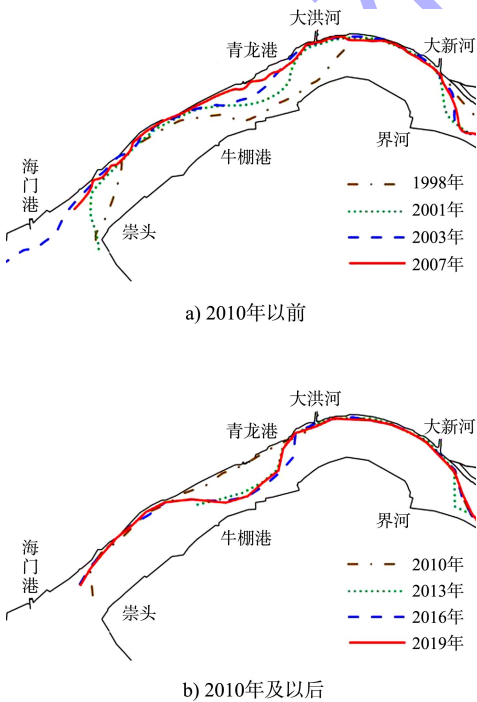 大洪河
青龙港
大新河
海门港
牛棚港
界河
崇头
1998年
2001年
2003年
2007年
a) 2010年以前
大洪河
青龙港
大新河
海门港
牛棚港
界河
崇头
2010年
2013年
2016年
2019年
b) 2010年及以后